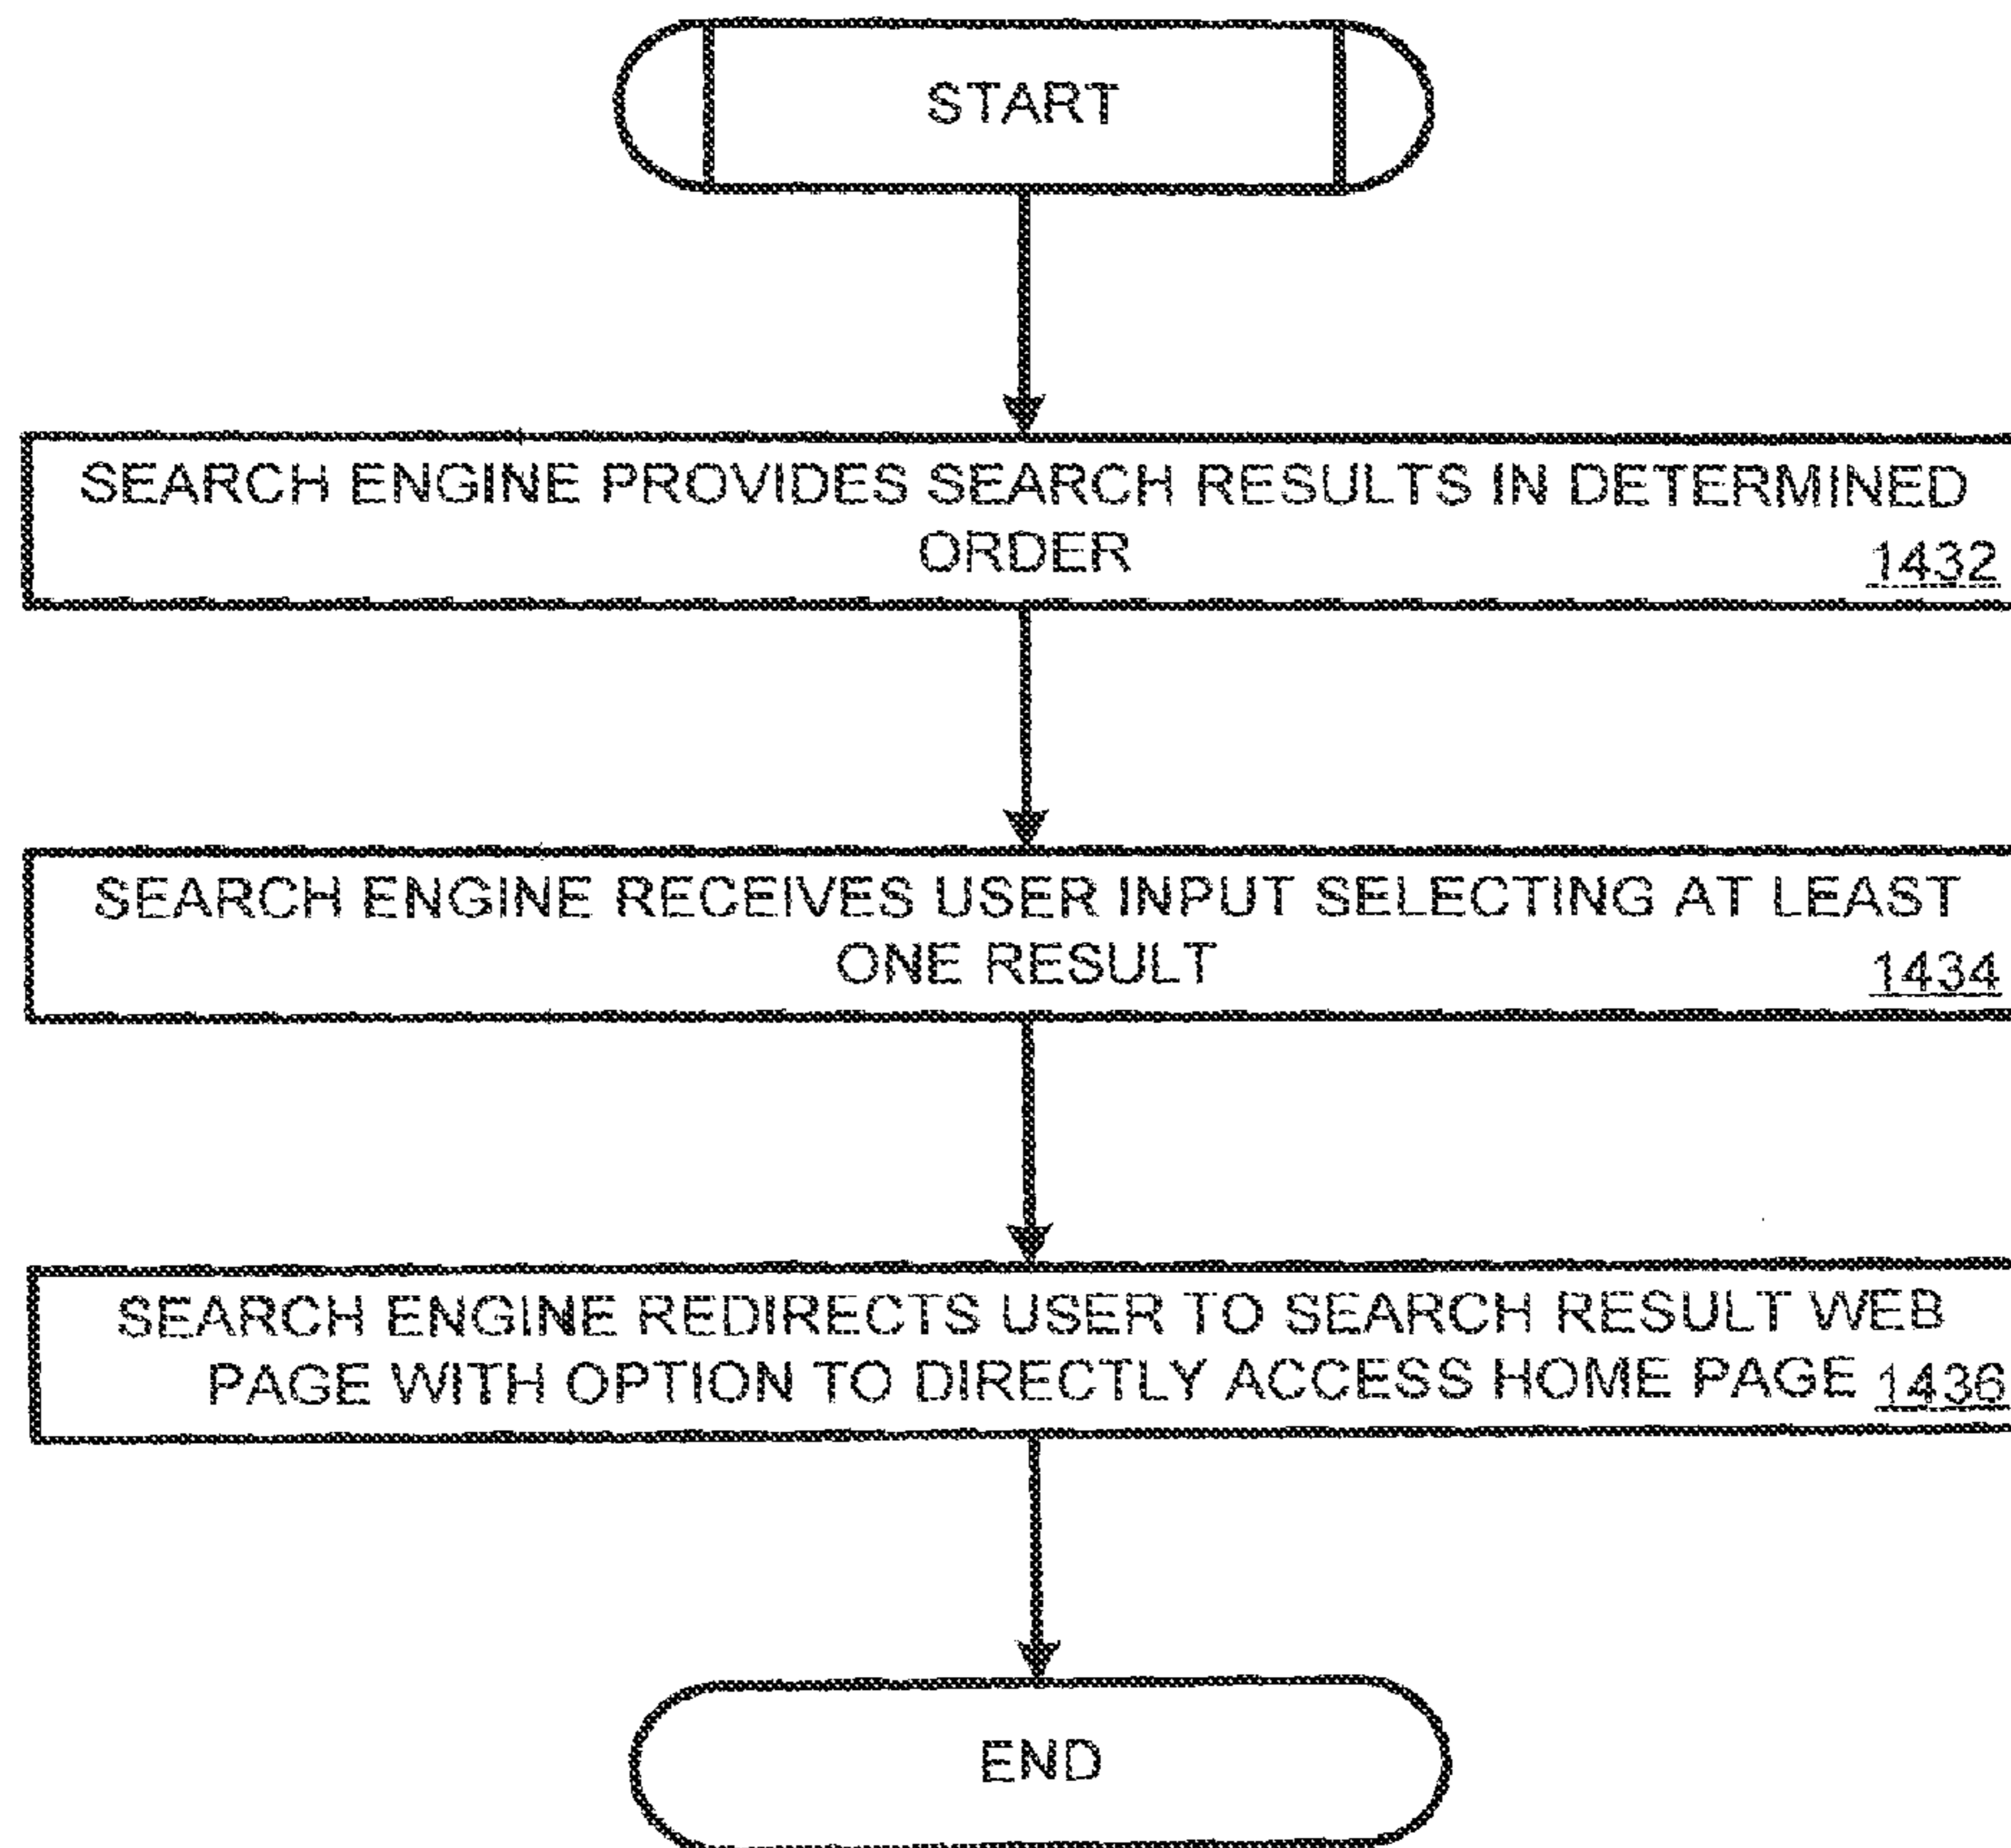 START
SEARCH ENGINE PROVIDES SEARCH RESULTS IN DETERMINED
ORDER
1432
SEARCH ENGINE RECEIVES USER INPUT SELECTING AT LEAST
ONE RESULT
1434
SEARCH ENGINE REDIRECTS USER TO SEARCH RESULT WEB
PAGE WITH OPTION TO DIRECTLY ACCESS HOME PAGE 1436
END